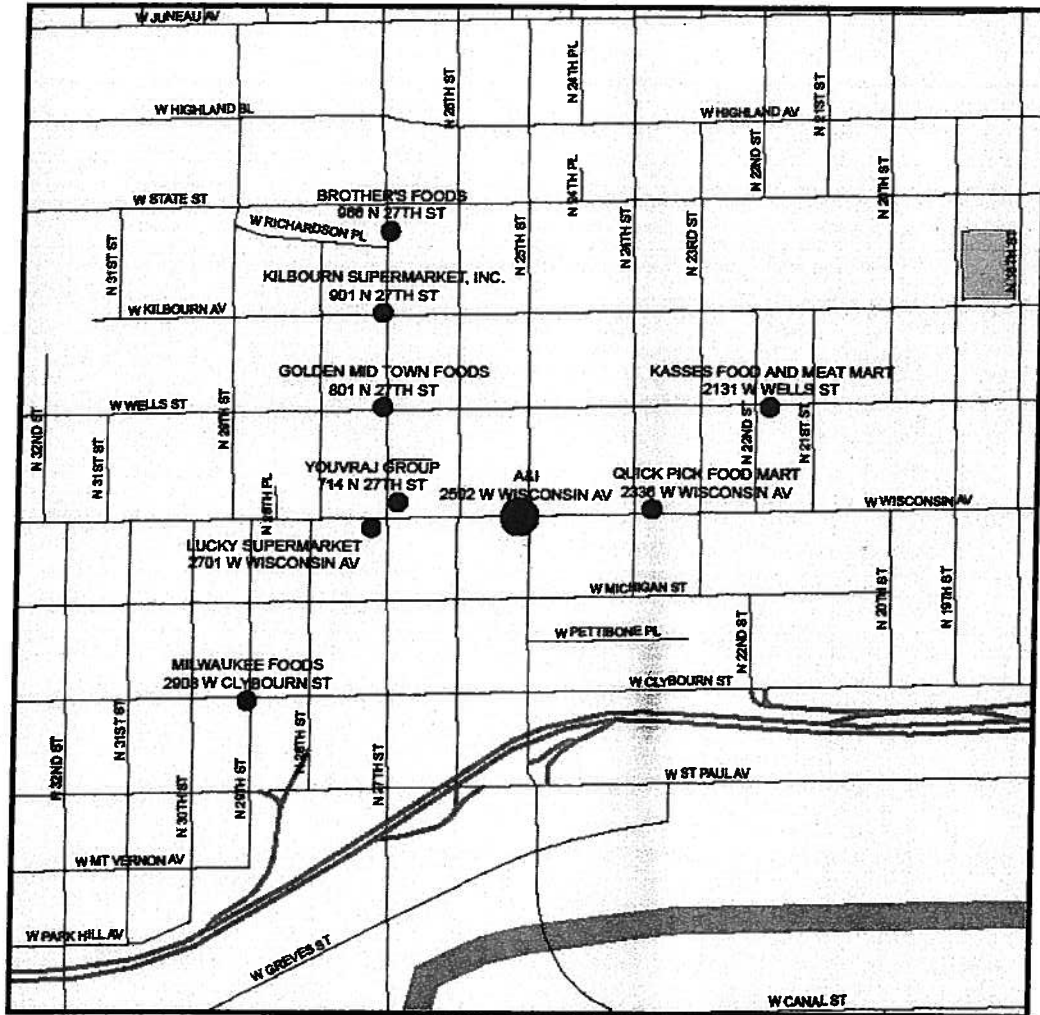 W JUNEAU AV
N 26TH ST
N 24TH PL
W HIGHLAND BL
W HIGHLAND AV
N 21ST ST
N 22ND ST
N 20TH ST
BROTHER'S FOODS
966 N 27TH ST
W STATE ST
W RICHARDSON PL
N 24TH PL
N 25TH ST
N 24TH ST
N 23RD ST
N 31ST ST
KILBOURN SUPERMARKET, INC.
901 N 27TH ST
W KILBOURN AV
GOLDEN MID TOWN FOODS
801 N 27TH ST
KASSES FOOD AND MEAT MART
2131 W WELLS ST
W WELLS ST
N 32ND ST
N 31ST ST
N 29TH ST
N 22ND ST
N 21ST ST
YOUVRAJ GROUP
714 N 27TH ST
A&I
2502 W WISCONSIN AV
QUICK PICK FOOD MART
2336 W WISCONSIN AV
W WISCONSIN AV
LUCKY SUPERMARKET
2701 W WISCONSIN AV
W MICHIGAN ST
N 20TH ST
N 19TH ST
W PETTIBONE PL
N 22ND ST
MILWAUKEE FOODS
2908 W CLYBOURN ST
W CLYBOURN ST
N 32ND ST
N 31ST ST
N 30TH ST
N 29TH ST
N 28TH ST
N 27TH ST
W ST PAUL AV
W MT VERNON AV
W PARK HILL AV
W GREVES ST
W CANAL ST